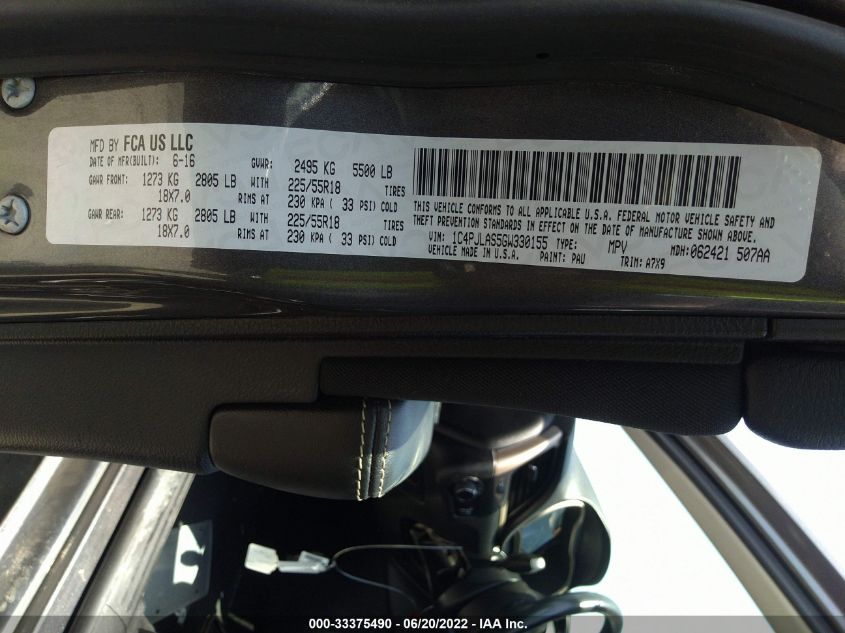 MFD BY FCA US LLC
DATE OF MFR(BUILT): 6-16 GVWR: 2495 KG 5500 LB
GAWR FRONT: 1273 KG 2805 LB WITH 225/55R18 TIRES
18X7.0 RIMS AT 230 KPA ( 33 PSI) COLD
GAWR REAR: 1273 KG 2805 LB WITH 225/55R18 TIRES
18X7.0 RIMS AT 230 KPA ( 33 PSI) COLD
THIS VEHICLE CONFORMS TO ALL APPLICABLE U.S.A. FEDERAL MOTOR VEHICLE SAFETY AND
THEFT PREVENTION STANDARDS IN EFFECT ON THE DATE OF MANUFACTURE SHOWN ABOVE.
VIN: 1C4PJLAS5GW330155 TYPE: MPV MDH:062421 507AA
VEHICLE MADE IN U.S.A. PAINT: PAU TRIM: A7X9
000-33375490 - 06/20/2022 - IAA Inc.